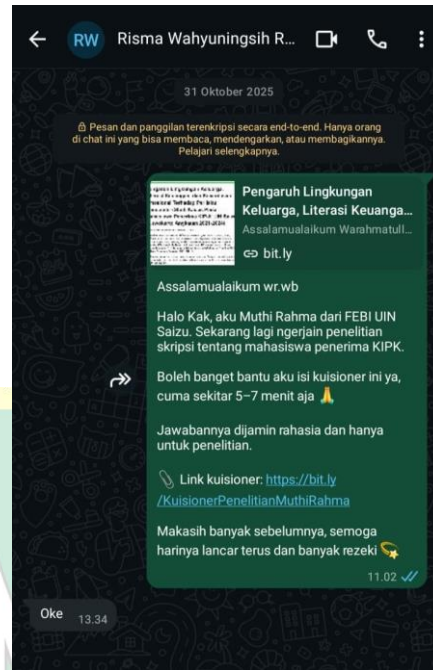 RW
Risma Wahyuningsih R...
31 Oktober 2025
Pesan dan panggilan terenkripsi secara end-to-end. Hanya orang
di chat ini yang bisa membaca, mendengarkan, atau membagikannya.
Pelajari selengkapnya.
Pengaruh Lingkungan
Keluarga, Literasi Keuanga...
Assalamualaikum Warahmatull...
bit.ly
Assalamualaikum wr.wb
Halo Kak, aku Muthi Rahma dari FEBI UIN
Saizu. Sekarang lagi ngerjain penelitian
skripsi tentang mahasiswa penerima KIPK.
Boleh banget bantu aku isi kuisioner ini ya,
cuma sekitar 5–7 menit aja 🙏
Jawabannya dijamin rahasia dan hanya
untuk penelitian.
📎 Link kuisioner: https://bit.ly
/KuisionerPenelitianMuthiRahma
Makasih banyak sebelumnya, semoga
harinya lancar terus dan banyak rezeki 💫
11.02
Oke 13.34